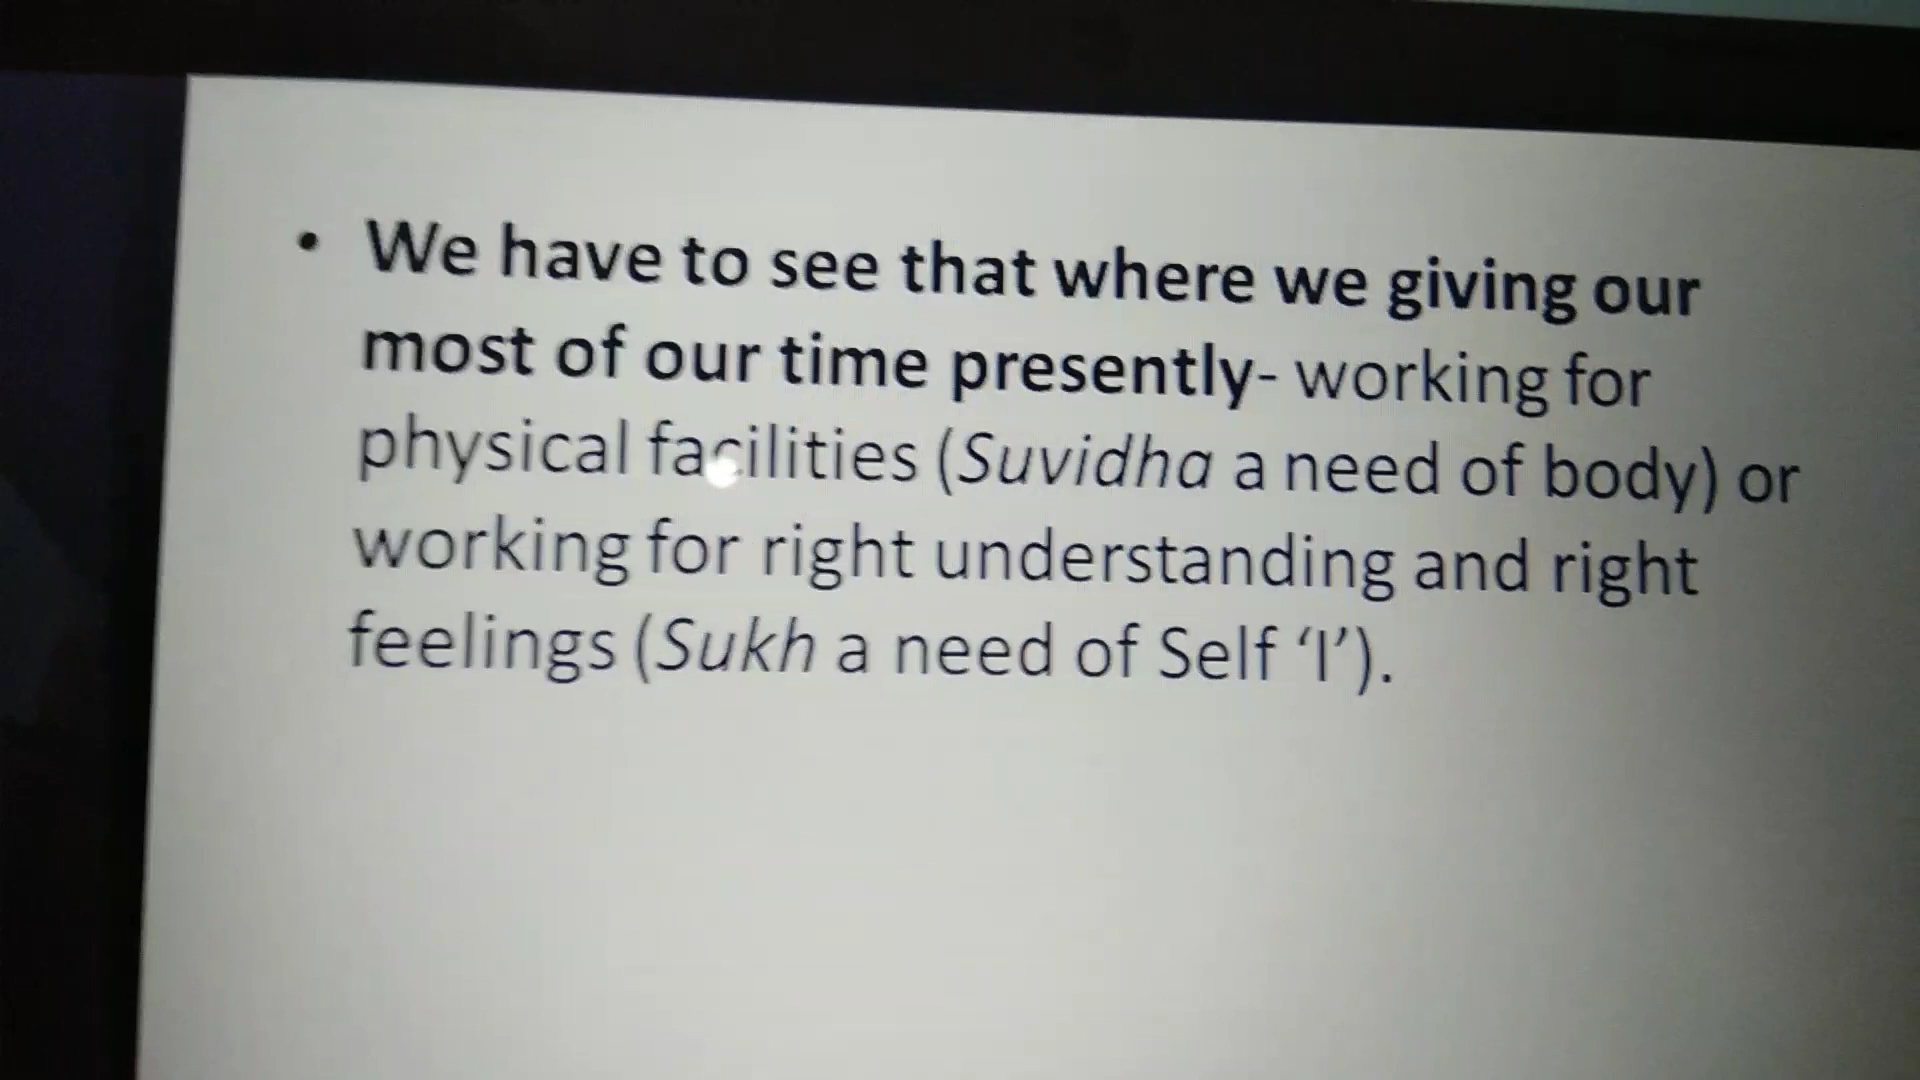 • We have to see that where we giving our
most of our time presently- working for
physical facilities (Suvidha a need of body) or
working for right understanding and right
feelings (Sukh a need of Self ‘I’).